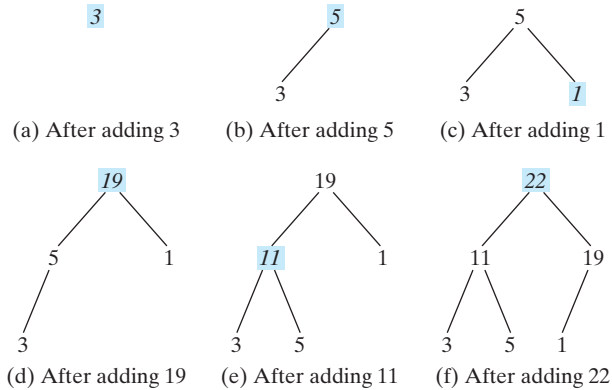 3
5
3
5
3 1
(a) After adding 3
(b) After adding 5
(c) After adding 1
19
5 1
3
19
11 1
3 5
22
11 19
3 5 1
(d) After adding 19
(e) After adding 11
(f) After adding 22